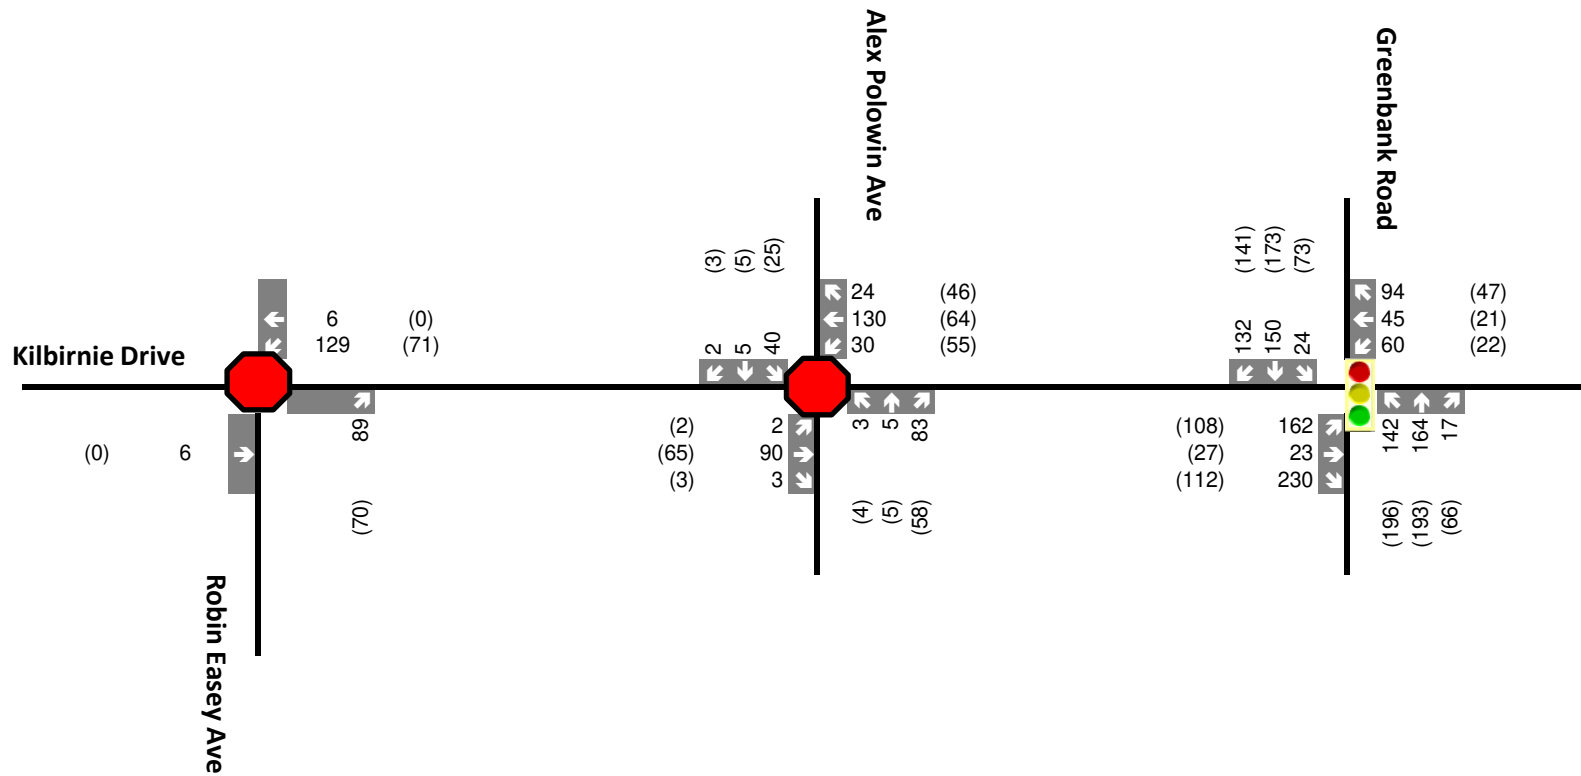 Alex Polowin Ave
Greenbank Road
Kilbirnie Drive
Robin Easey Ave
6 (0)
129 (71)
(0) 6
89
(70)
(3) (5) (25)
2 5 40
24 (46)
130 (64)
30 (55)
(2) 2
(65) 90
(3) 3
3 5 83
(4) (5) (58)
(141) (173) (73)
132 150 24
94 (47)
45 (21)
60 (22)
(108) 162
(27) 23
(112) 230
142 164 17
(196) (193) (66)